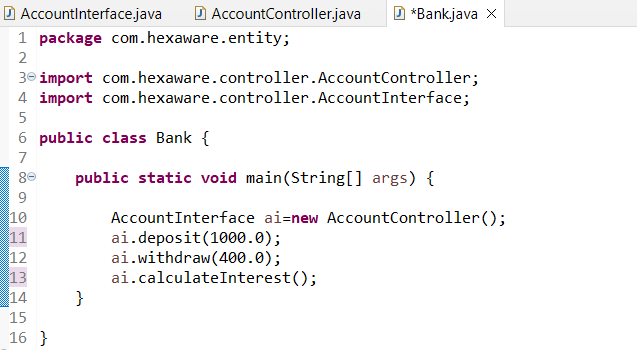 AccountInterface.java AccountController.java *Bank.java
1 package com.hexaware.entity;
2
3 import com.hexaware.controller.AccountController;
4 import com.hexaware.controller.AccountInterface;
5
6 public class Bank {
7
8     public static void main(String[] args) {
9
10         AccountInterface ai=new AccountController();
11         ai.deposit(1000.0);
12         ai.withdraw(400.0);
13         ai.calculateInterest();
14     }
15
16 }